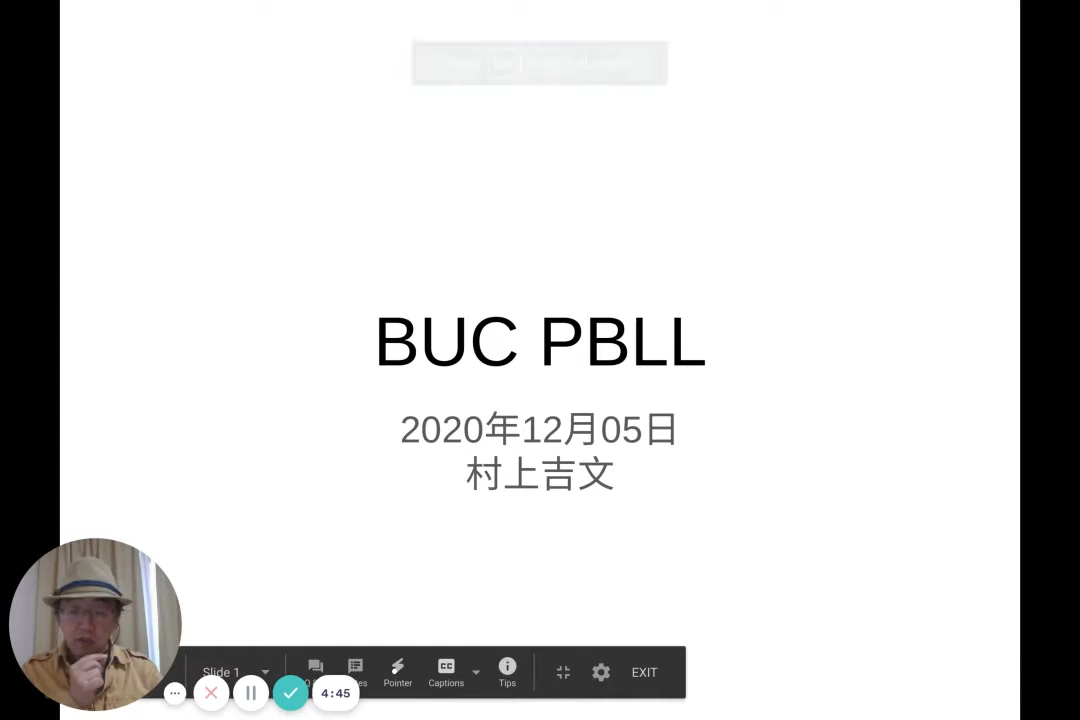 BUC PBLL
2020年12月05日
村上吉文
Slide 1
Pointer
Captions
CC
Tips
EXIT
4:45